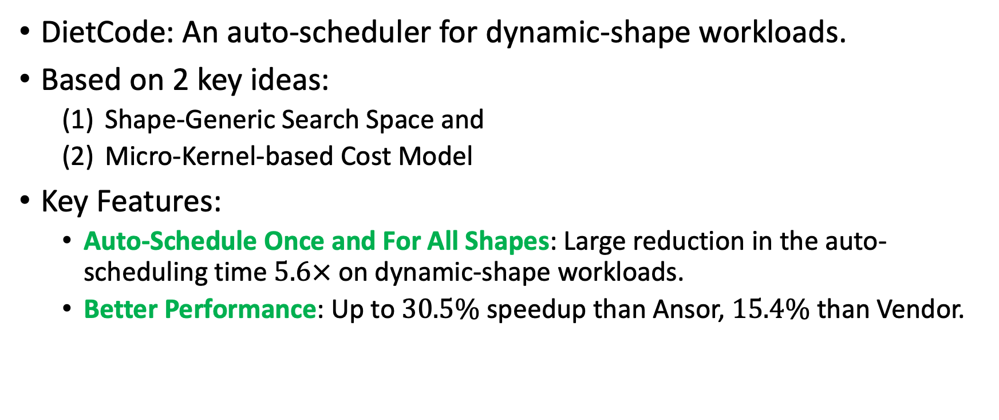 • DietCode: An auto-scheduler for dynamic-shape workloads.
• Based on 2 key ideas:
(1) Shape-Generic Search Space and
(2) Micro-Kernel-based Cost Model
• Key Features:
• Auto-Schedule Once and For All Shapes: Large reduction in the auto-
scheduling time 5.6× on dynamic-shape workloads.
• Better Performance: Up to 30.5% speedup than Ansor, 15.4% than Vendor.